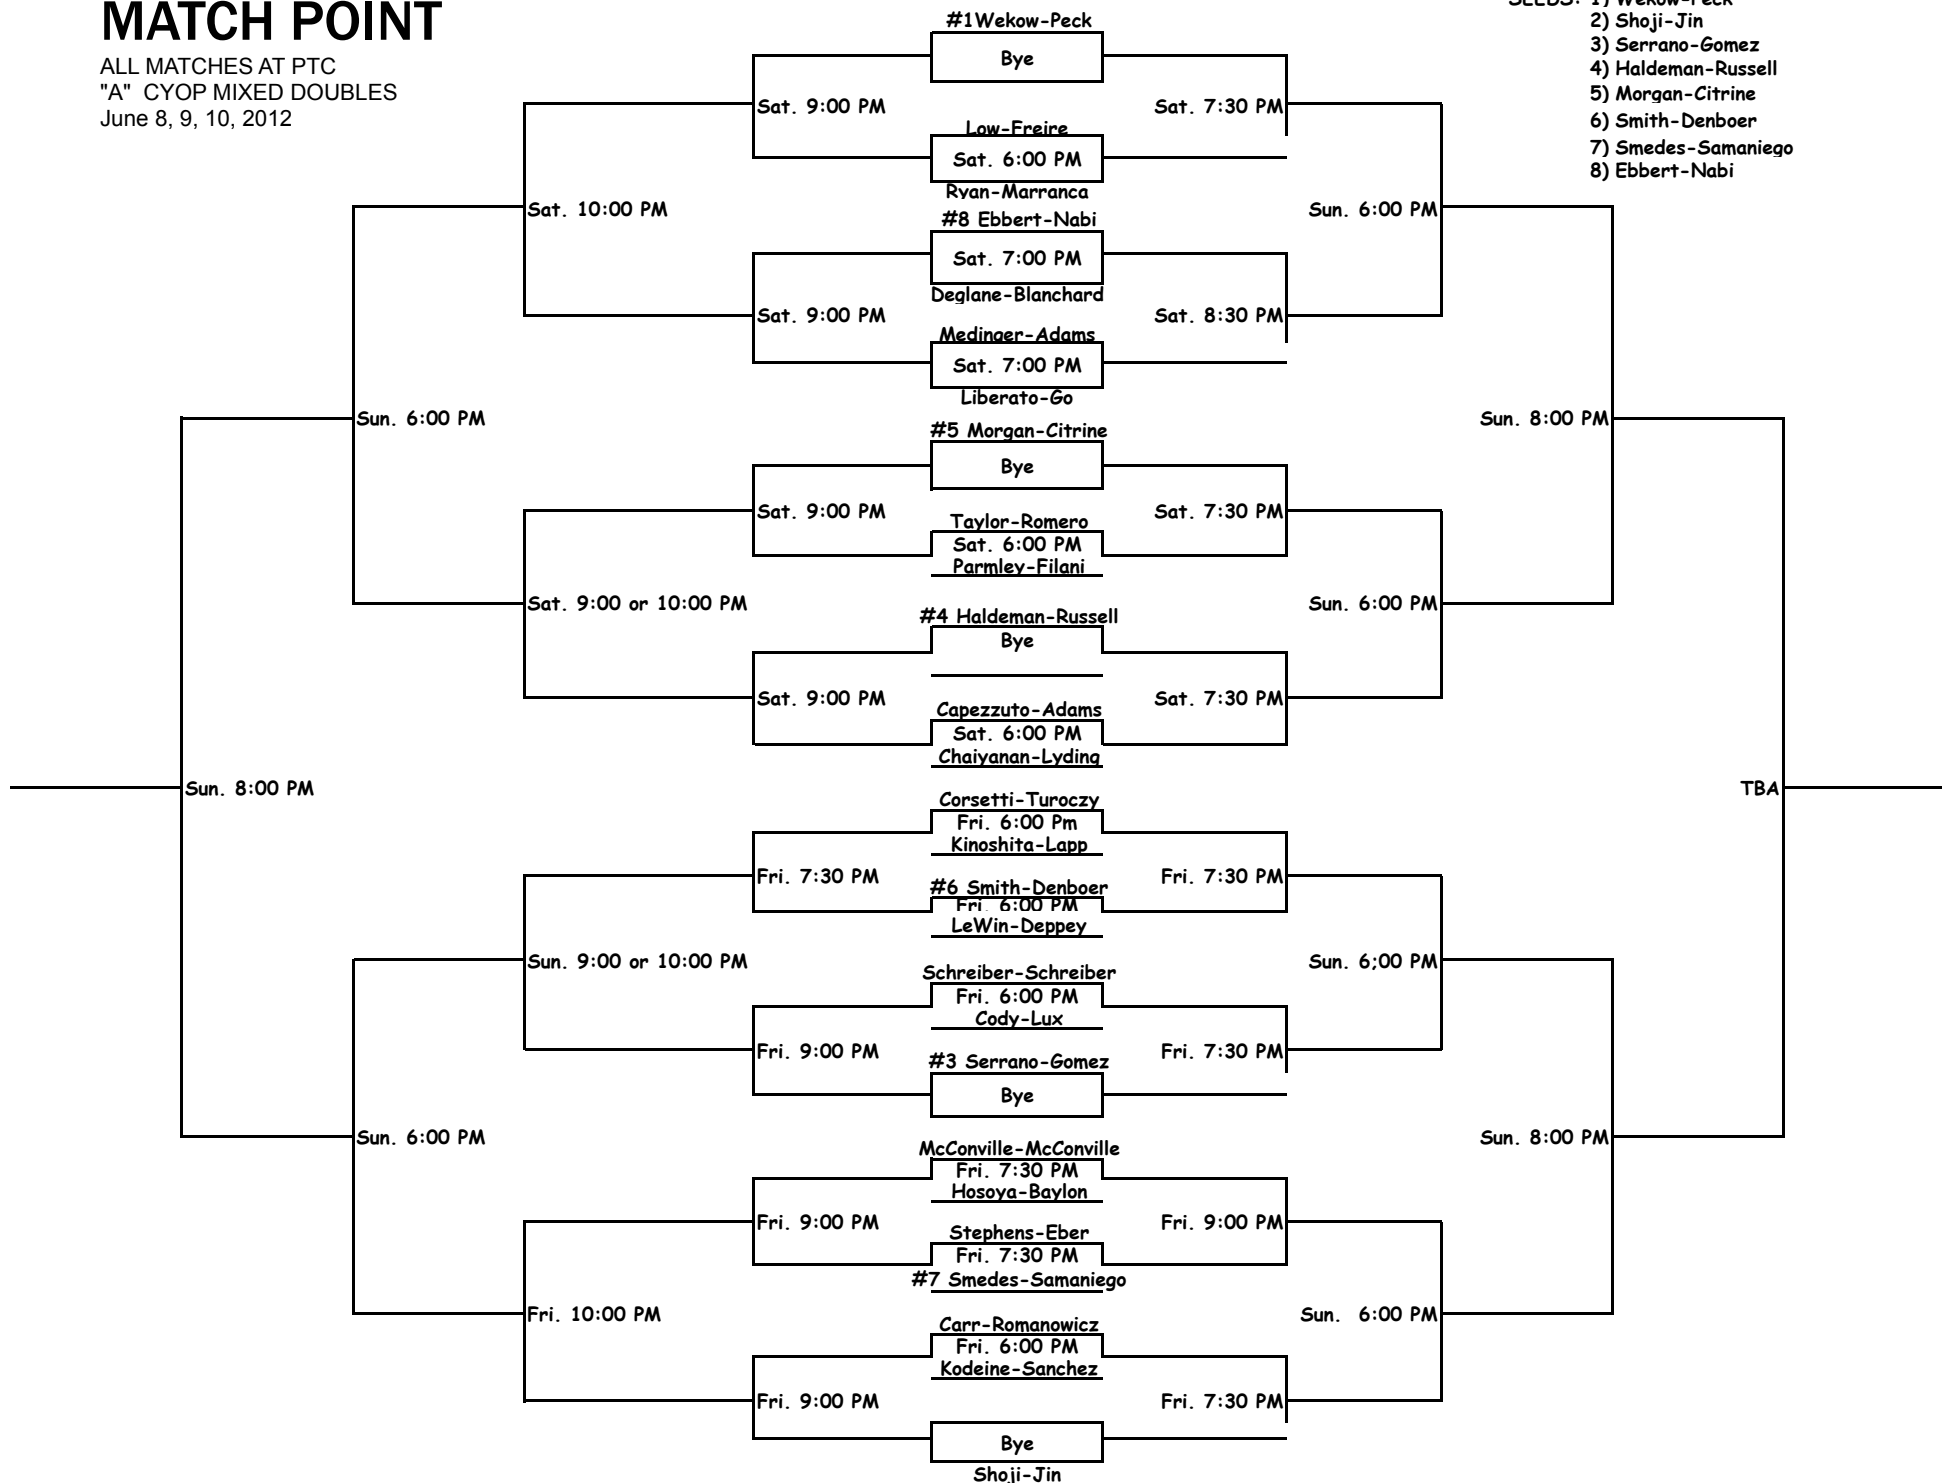 MATCH POINT
ALL MATCHES AT PTC
"A"  CYOP MIXED DOUBLES
June 8, 9, 10, 2012
SEEDS: 1) Wekow-Peck
2) Shoji-Jin
3) Serrano-Gomez
4) Haldeman-Russell
5) Morgan-Citrine
6) Smith-Denboer
7) Smedes-Samaniego
8) Ebbert-Nabi
#1Wekow-Peck
Bye
Sat. 9:00 PM
Sat. 7:30 PM
Low-Freire
Sat. 6:00 PM
Ryan-Marranca
Sat. 10:00 PM
Sun. 6:00 PM
#8 Ebbert-Nabi
Sat. 7:00 PM
Deglane-Blanchard
Sat. 9:00 PM
Sat. 8:30 PM
Medinger-Adams
Sat. 7:00 PM
Liberato-Go
Sun. 6:00 PM
Sun. 8:00 PM
#5 Morgan-Citrine
Bye
Sat. 9:00 PM
Sat. 7:30 PM
Taylor-Romero
Sat. 6:00 PM
Parmley-Filani
Sat. 9:00 or 10:00 PM
Sun. 6:00 PM
#4 Haldeman-Russell
Bye
Sat. 9:00 PM
Sat. 7:30 PM
Capezzuto-Adams
Sat. 6:00 PM
Chaiyanan-Lyding
Sun. 8:00 PM
TBA
Corsetti-Turoczy
Fri. 6:00 Pm
Kinoshita-Lapp
Fri. 7:30 PM
Fri. 7:30 PM
#6 Smith-Denboer
Fri. 6:00 PM
LeWin-Deppey
Sun. 9:00 or 10:00 PM
Sun. 6;00 PM
Schreiber-Schreiber
Fri. 6:00 PM
Cody-Lux
Fri. 9:00 PM
Fri. 7:30 PM
#3 Serrano-Gomez
Bye
Sun. 6:00 PM
Sun. 8:00 PM
McConville-McConville
Fri. 7:30 PM
Hosoya-Baylon
Fri. 9:00 PM
Fri. 9:00 PM
Stephens-Eber
Fri. 7:30 PM
#7 Smedes-Samaniego
Fri. 10:00 PM
Sun.  6:00 PM
Carr-Romanowicz
Fri. 6:00 PM
Kodeine-Sanchez
Fri. 9:00 PM
Fri. 7:30 PM
Bye
Shoji-Jin